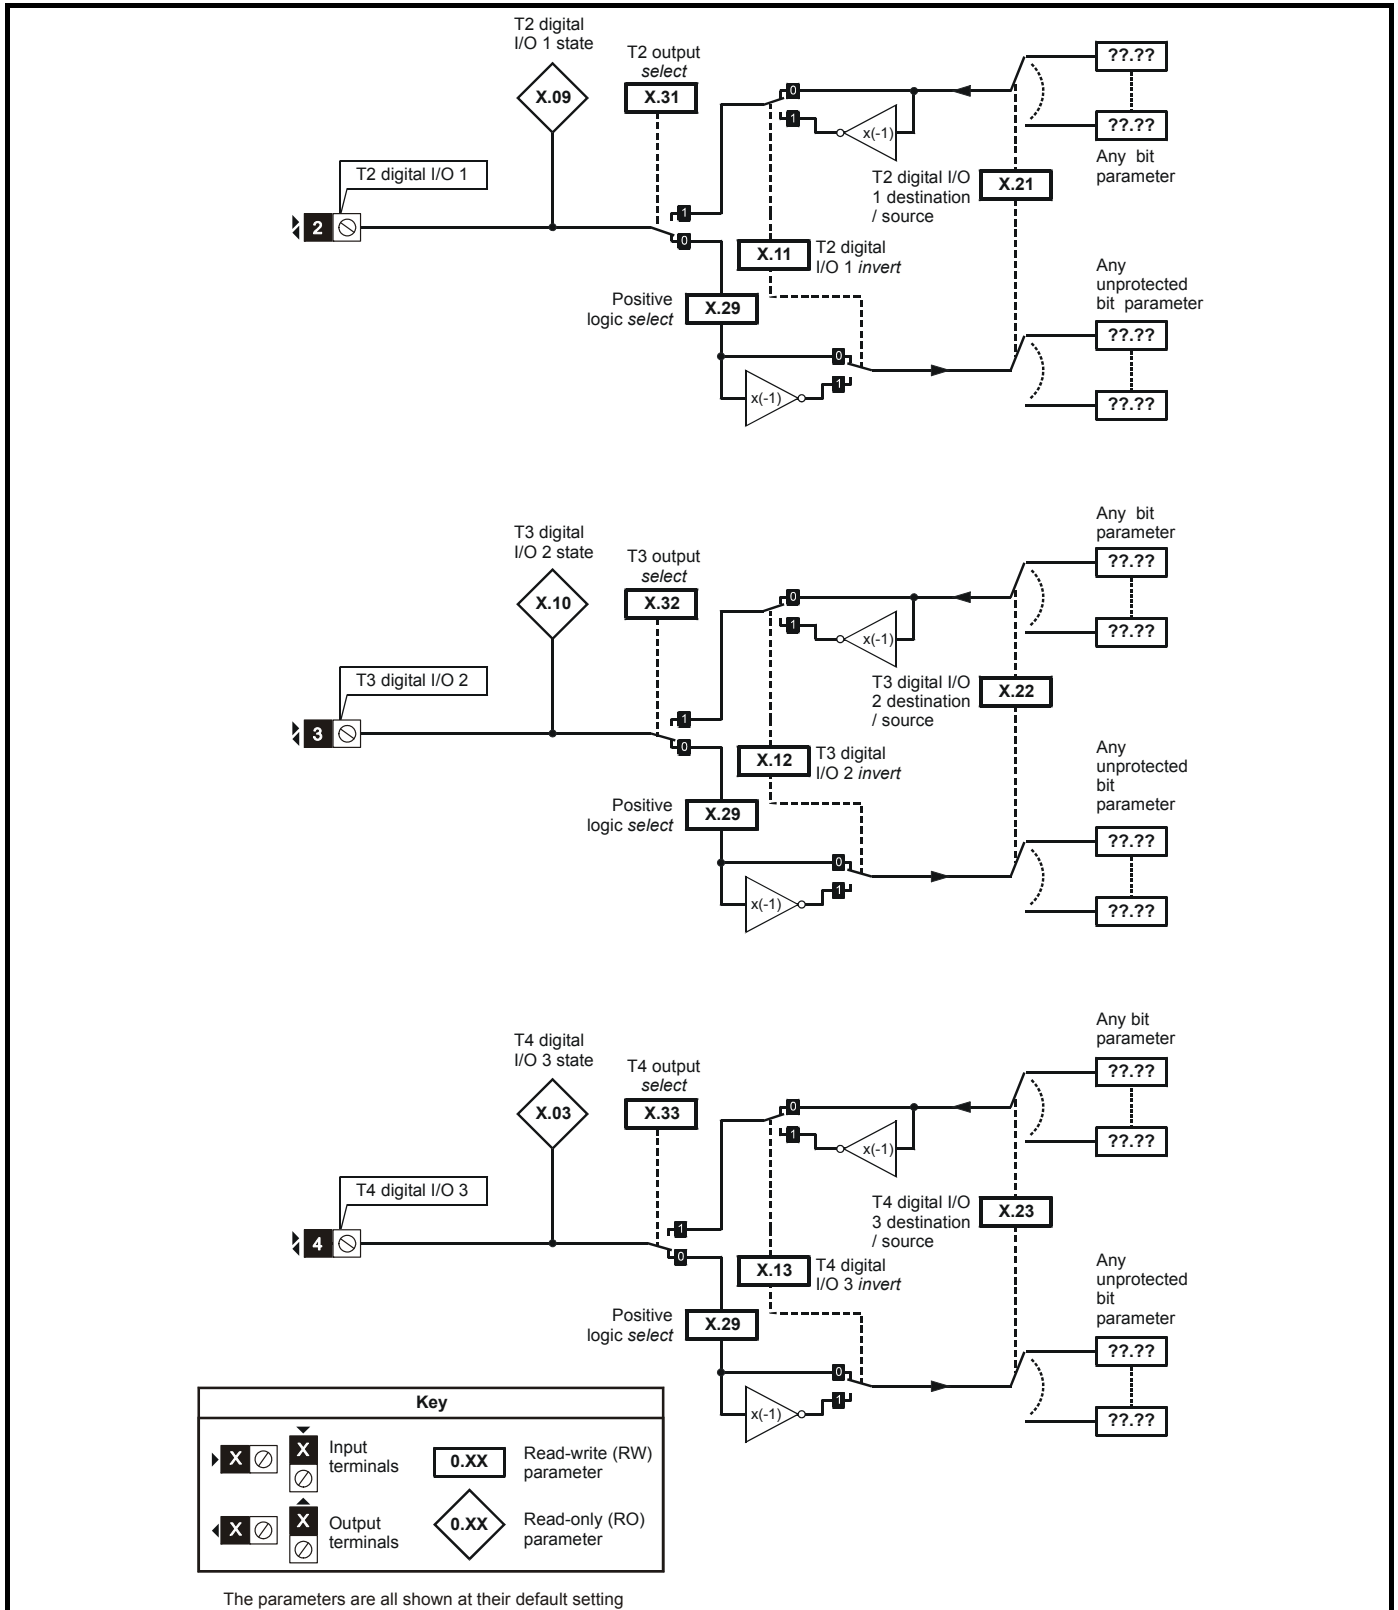 T2 digital
I/O 1 state
X.09
T2 output
select
X.31
0
1
x(-1)
??.??
??.??
Any bit
parameter
T2 digital I/O 1
2
1
0
T2 digital I/O
1 destination
/ source
X.21
X.11
T2 digital
I/O 1 invert
Any
unprotected
bit parameter
Positive
logic select
X.29
0
1
x(-1)
??.??
??.??
T3 digital
I/O 2 state
X.10
T3 output
select
X.32
0
1
x(-1)
Any bit
parameter
??.??
??.??
T3 digital I/O 2
3
1
0
T3 digital I/O
2 destination
/ source
X.22
X.12
T3 digital
I/O 2 invert
Any
unprotected
bit
parameter
Positive
logic select
X.29
0
1
x(-1)
??.??
??.??
T4 digital
I/O 3 state
X.03
T4 output
select
X.33
0
1
x(-1)
Any bit
parameter
??.??
??.??
T4 digital I/O 3
4
1
0
T4 digital I/O
3 destination
/ source
X.23
X.13
T4 digital
I/O 3 invert
Any
unprotected
bit
parameter
Positive
logic select
X.29
0
1
x(-1)
??.??
??.??
Key
X
X
Input
terminals
0.XX
Read-write (RW)
parameter
X
X
Output
terminals
0.XX
Read-only (RO)
parameter
The parameters are all shown at their default setting